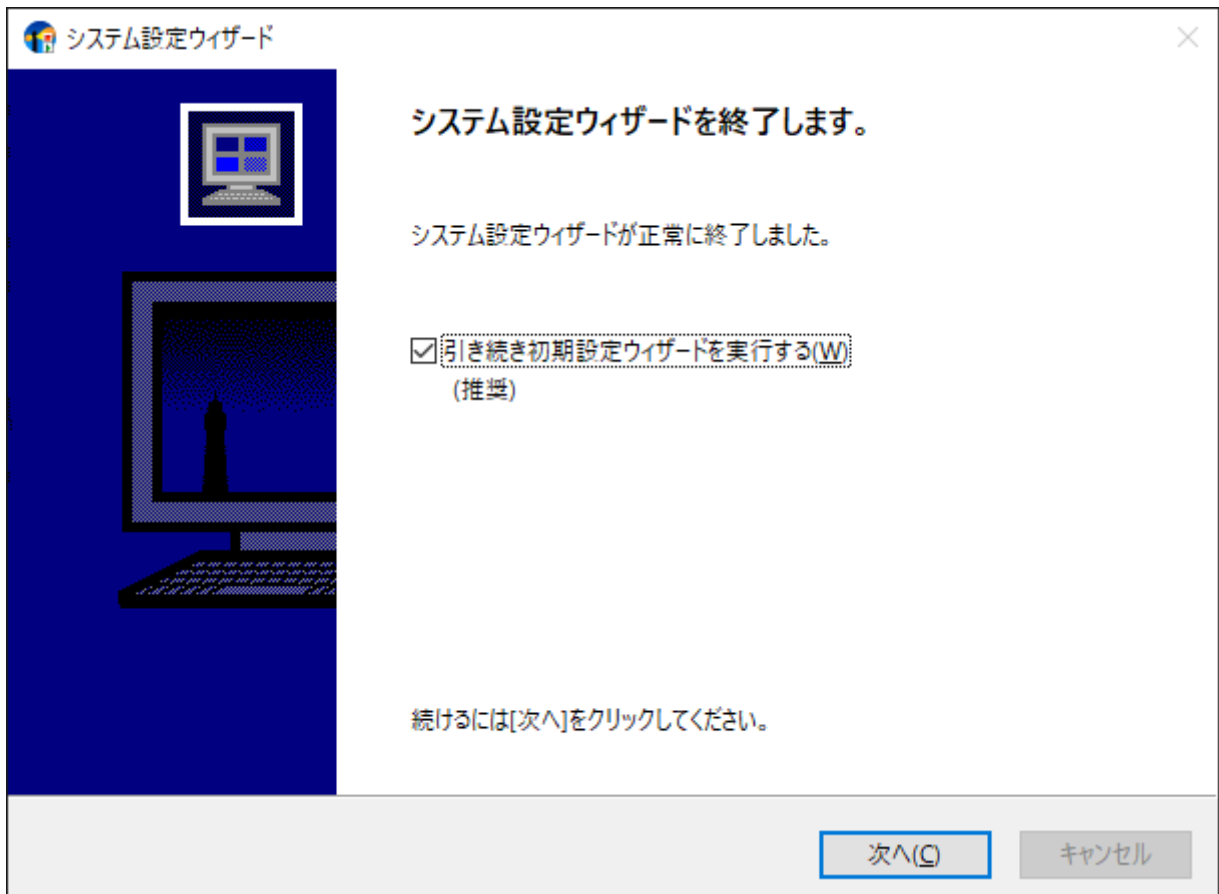 システム設定ウィザード
システム設定ウィザードを終了します。
システム設定ウィザードが正常に終了しました。
引き続き初期設定ウィザードを実行する(W)
(推奨)
続けるには[次へ]をクリックしてください。
次へ(C)
キャンセル